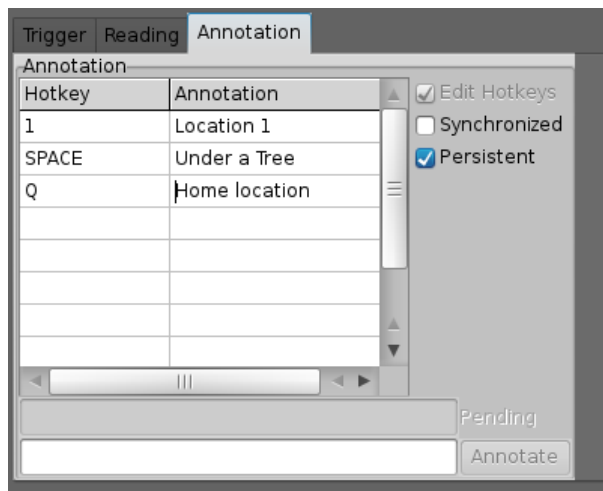 Trigger Reading Annotation
Annotation
Hotkey Annotation
1 Location 1
SPACE Under a Tree
Q Home location
Edit Hotkeys
Synchronized
Persistent
Pending
Annotate